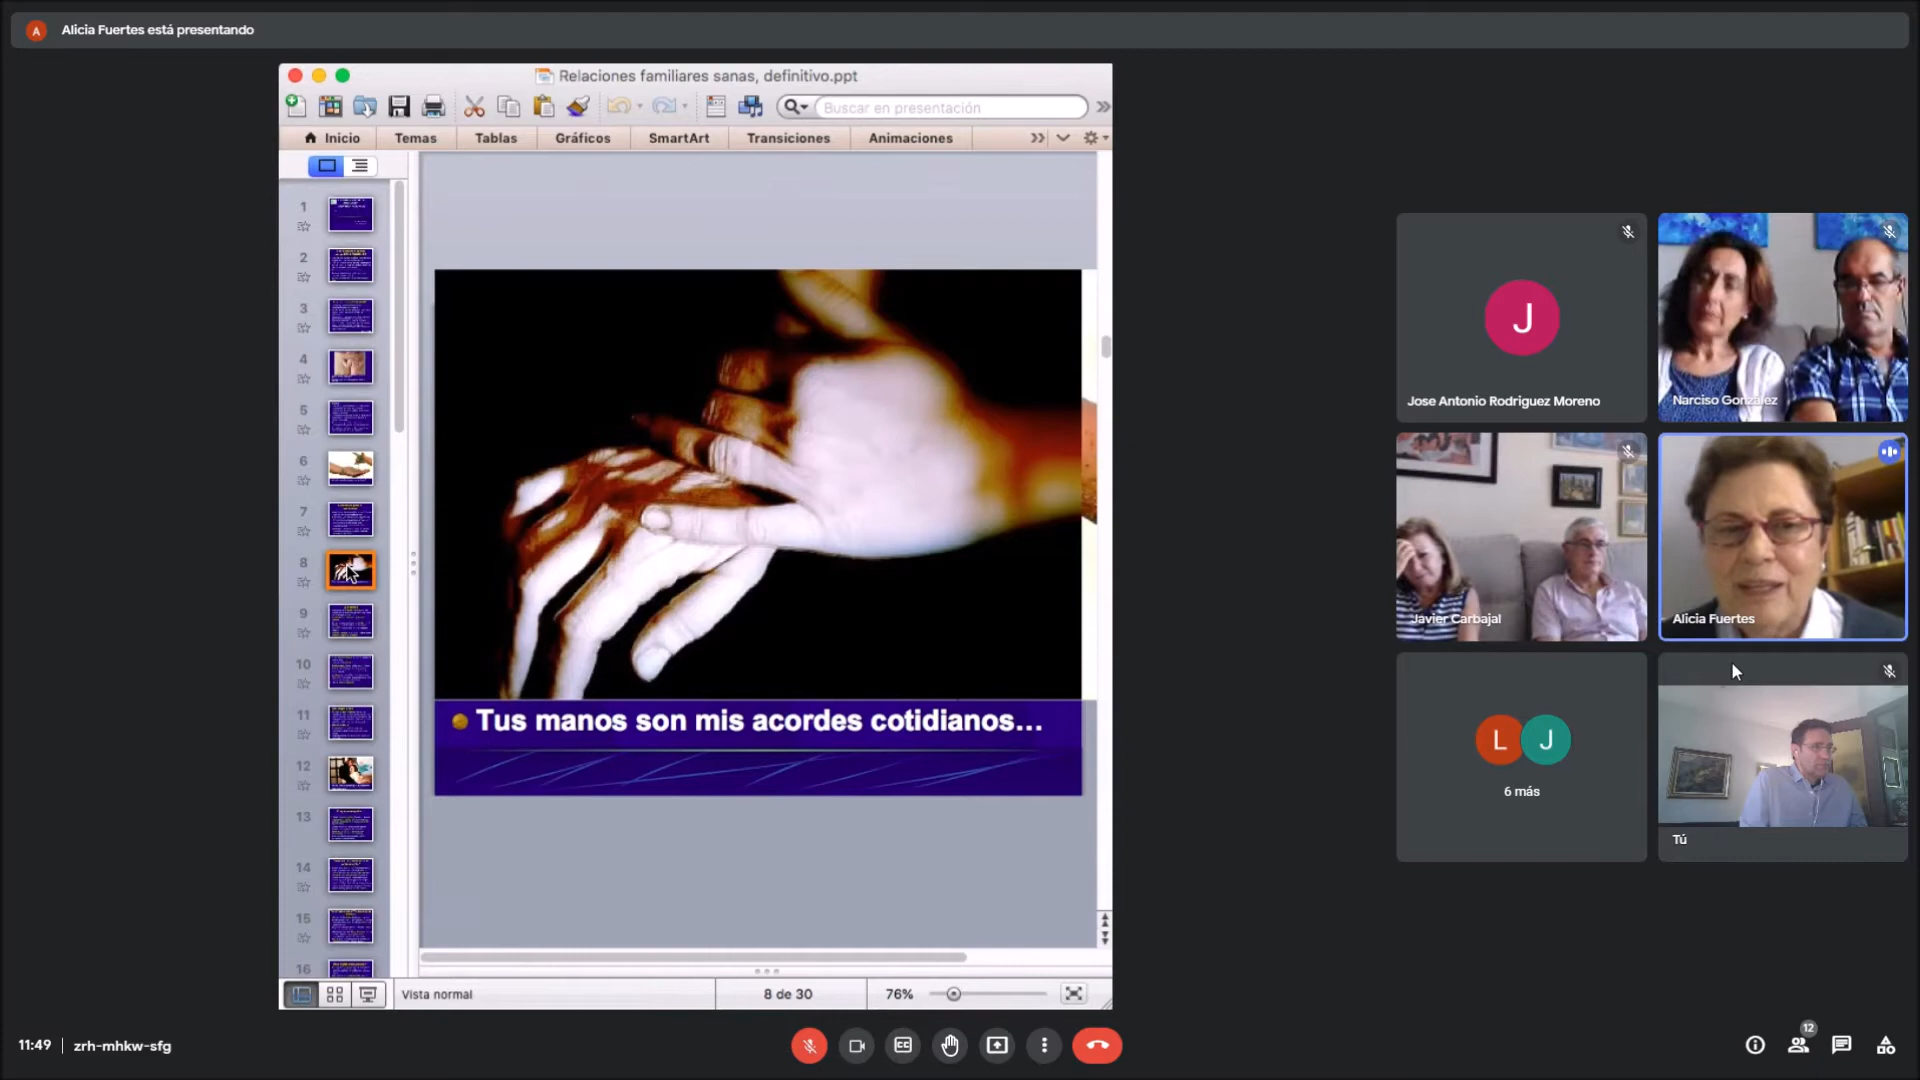 A
Alicia Fuertes está presentando
Relaciones familiares sanas, definitivo.ppt
Buscar en presentación
Inicio
Temas
Tablas
Gráficos
SmartArt
Transiciones
Animaciones
1
2
3
4
5
6
7
8
9
10
11
12
13
14
15
16
Tus manos son mis acordes cotidianos...
Vista normal
8 de 30
76%
J
Jose Antonio Rodriguez Moreno
Narciso González
Javier Carbajal
Alicia Fuertes
L
J
6 más
Tú
11:49
zrh-mhkw-sfg
CC
12